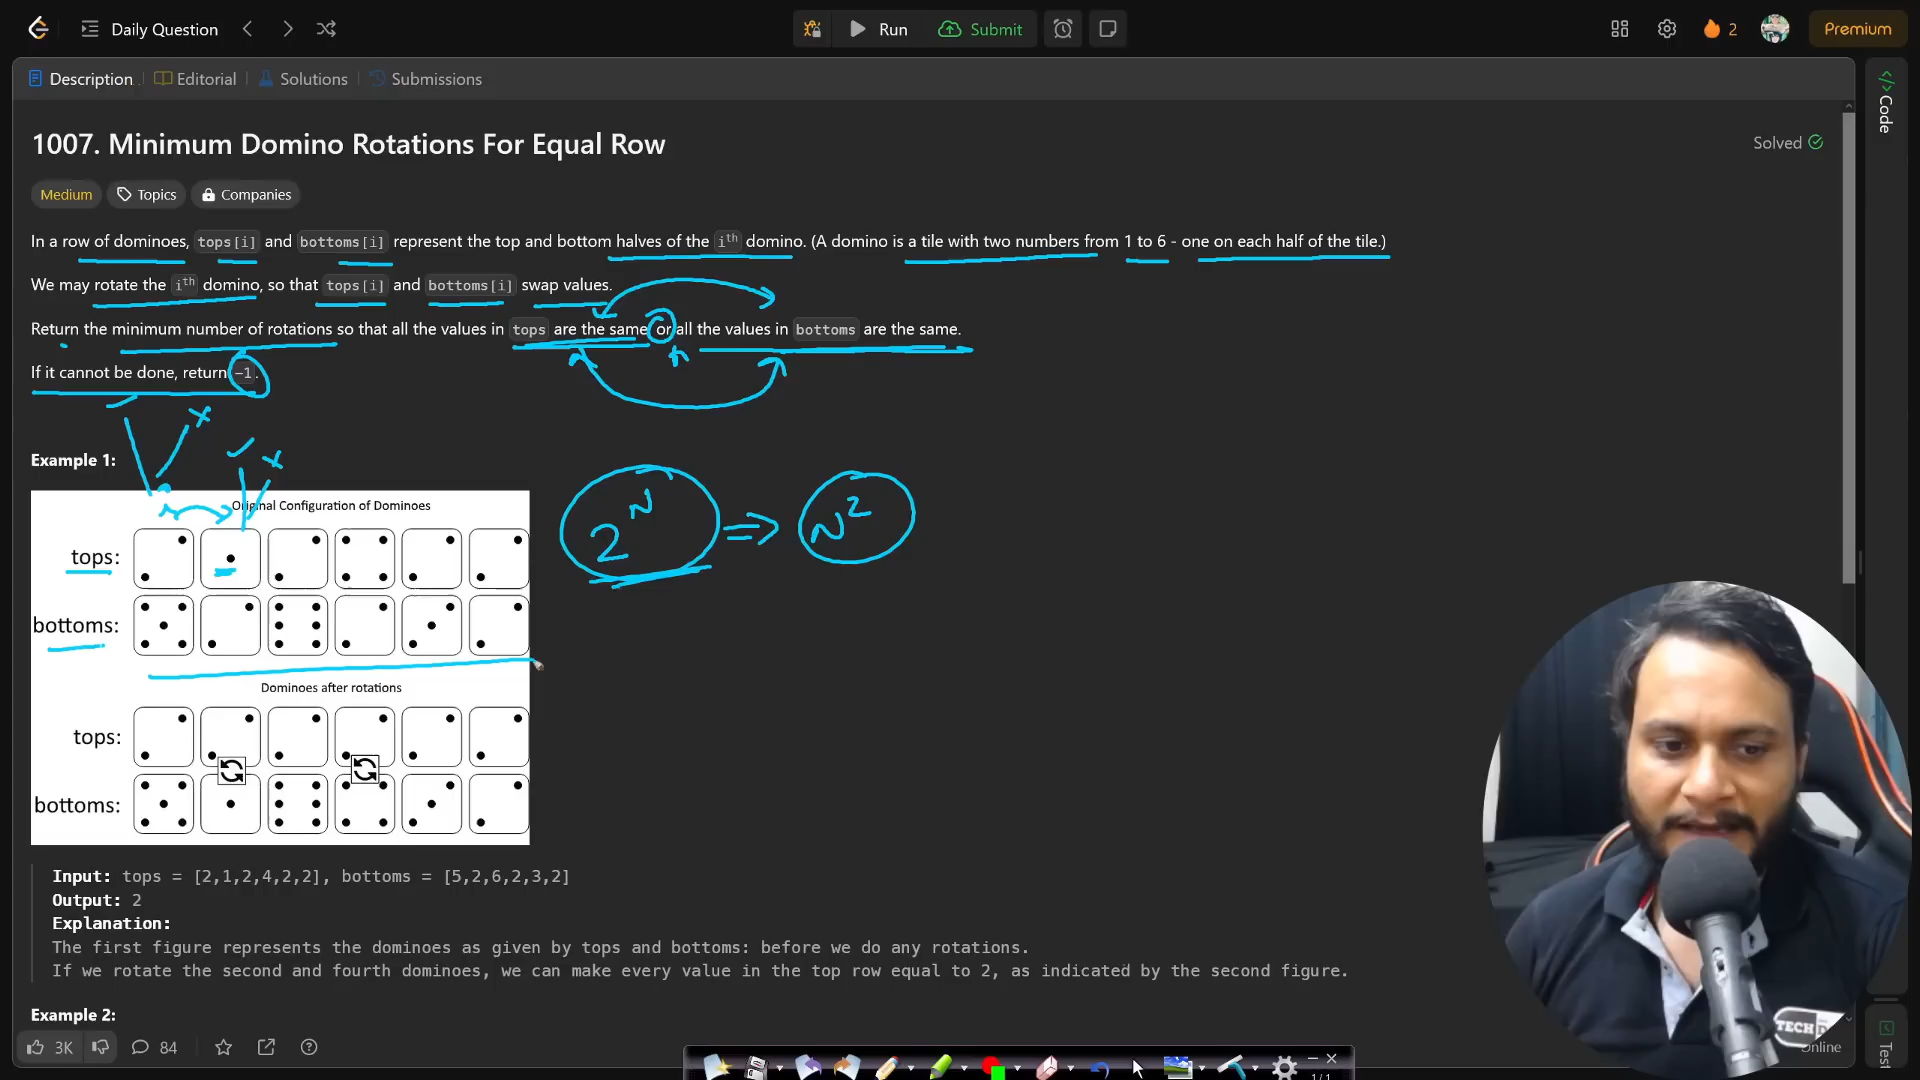 Daily Question
Run
Submit
2
Premium
Description
Editorial
Solutions
Submissions
Code
1007. Minimum Domino Rotations For Equal Row
Solved
Medium
Topics
Companies
In a row of dominoes, tops[i] and bottoms[i] represent the top and bottom halves of the ith domino. (A domino is a tile with two numbers from 1 to 6 - one on each half of the tile.)
We may rotate the ith domino, so that tops[i] and bottoms[i] swap values.
Return the minimum number of rotations so that all the values in tops are the same or all the values in bottoms are the same.
If it cannot be done, return -1.
Example 1:
Original Configuration of Dominoes
tops:
bottoms:
2^N => N^2
Dominoes after rotations
tops:
bottoms:
Input: tops = [2,1,2,4,2,2], bottoms = [5,2,6,2,3,2]
Output: 2
Explanation:
The first figure represents the dominoes as given by tops and bottoms: before we do any rotations.
If we rotate the second and fourth dominoes, we can make every value in the top row equal to 2, as indicated by the second figure.
Example 2:
3K
84
Online
1/1